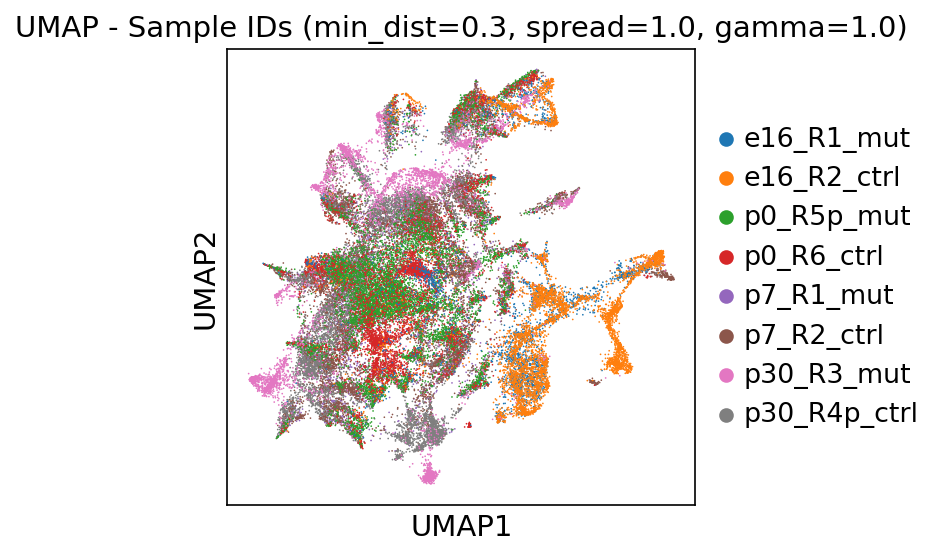 UMAP - Sample IDs (min_dist=0.3, spread=1.0, gamma=1.0)
e16_R1_mut
e16_R2_ctrl
p0_R5p_mut
p0_R6_ctrl
p7_R1_mut
p7_R2_ctrl
p30_R3_mut
p30_R4p_ctrl
UMAP2
UMAP1